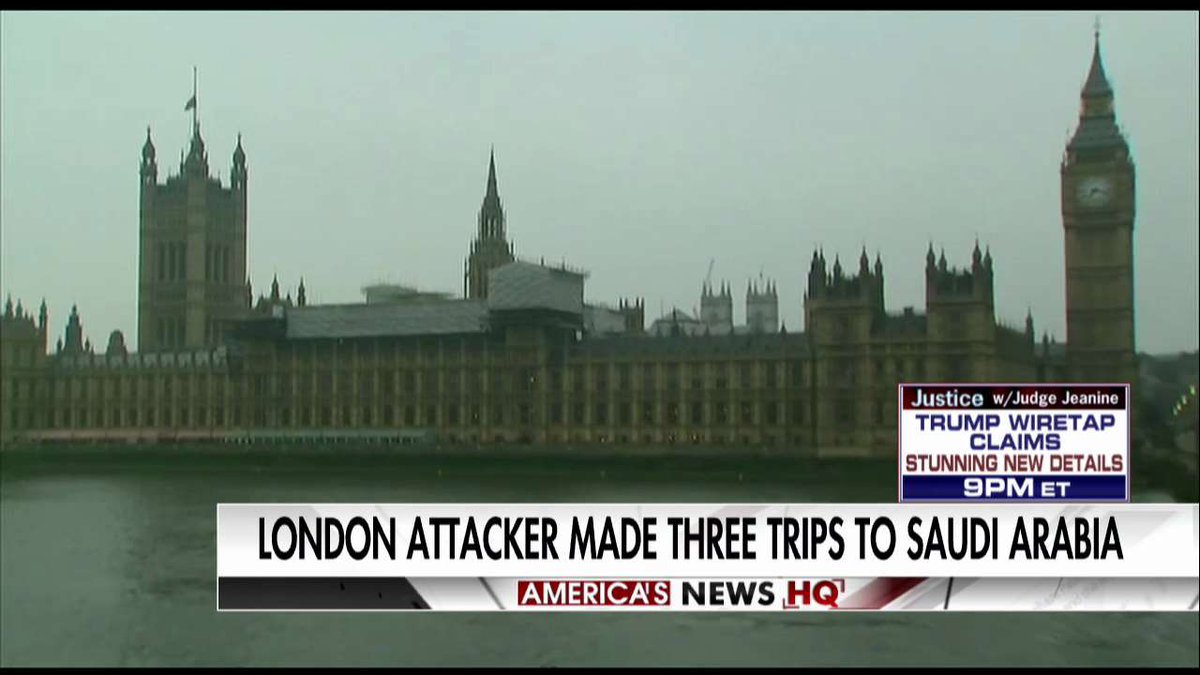 Justice w/Judge Jeanine
TRUMP WIRETAP
CLAIMS
STUNNING NEW DETAILS
9PM ET
LONDON ATTACKER MADE THREE TRIPS TO SAUDI ARABIA
AMERICA'S NEWS HQ